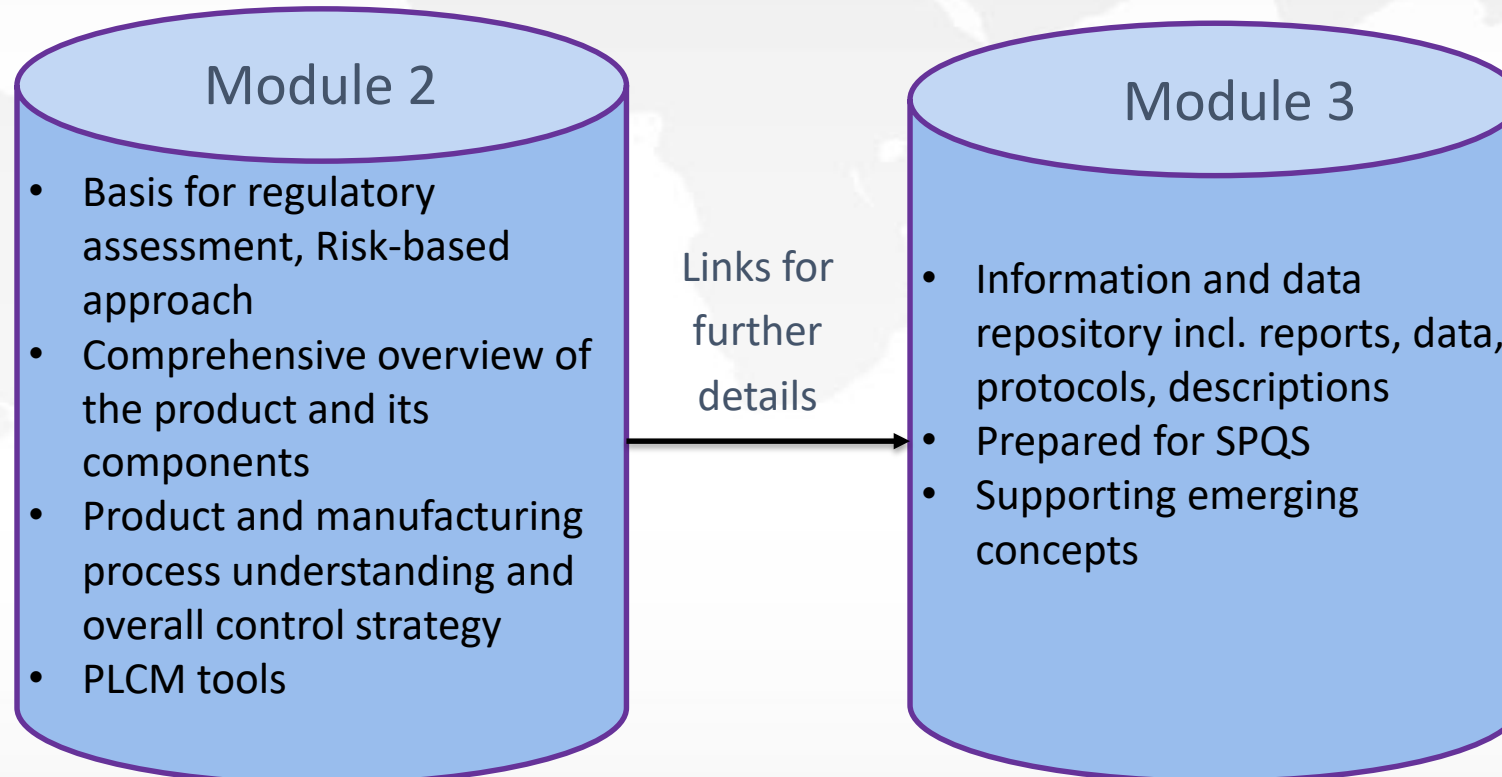 Module 2
• Basis for regulatory
assessment, Risk-based
approach
• Comprehensive overview of
the product and its
components
• Product and manufacturing
process understanding and
overall control strategy
• PLCM tools
Links for
further
details
Module 3
• Information and data
repository incl. reports, data,
protocols, descriptions
• Prepared for SPQS
• Supporting emerging
concepts